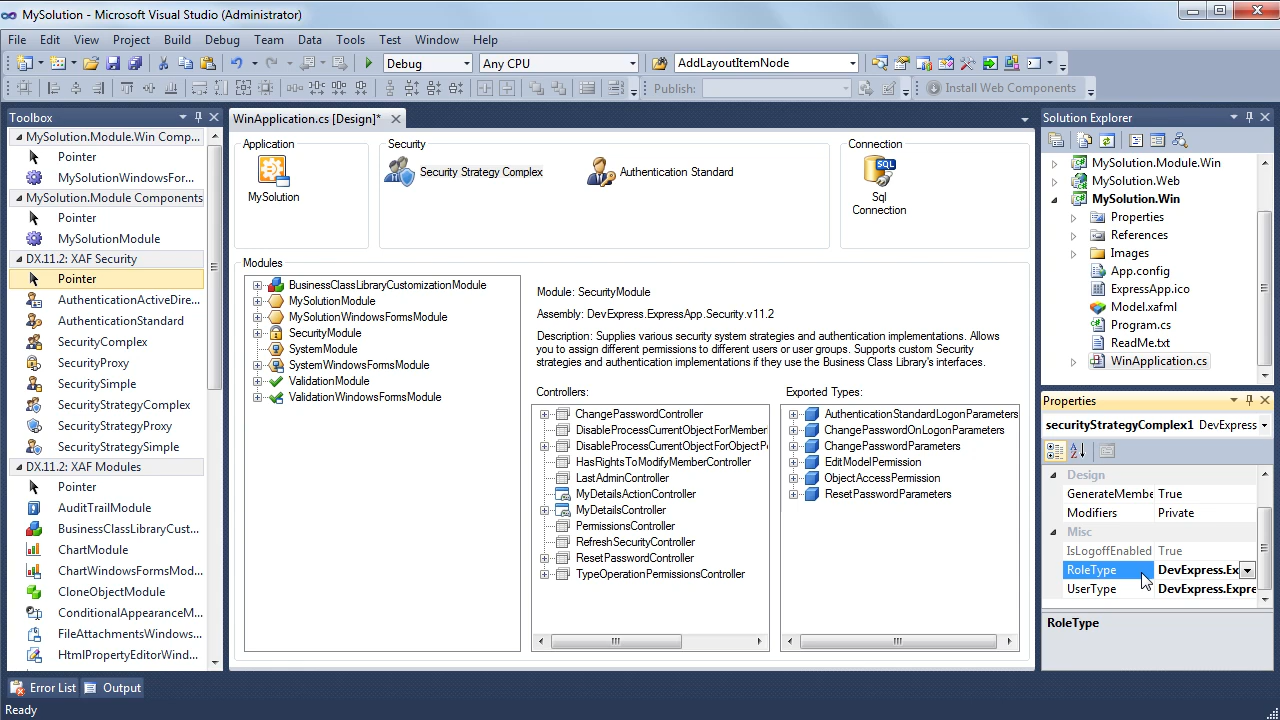 MySolution - Microsoft Visual Studio (Administrator)
File Edit View Project Build Debug Team Data Tools Test Window Help
Debug Any CPU AddLayoutItemNode
Publish: Install Web Components
Toolbox
MySolution.Module.Win Comp...
Pointer
MySolutionWindowsFor...
MySolution.Module Components
Pointer
MySolutionModule
DX.11.2: XAF Security
Pointer
AuthenticationActiveDire...
AuthenticationStandard
SecurityComplex
SecurityProxy
SecuritySimple
SecurityStrategyComplex
SecurityStrategyProxy
SecurityStrategySimple
DX.11.2: XAF Modules
Pointer
AuditTrailModule
BusinessClassLibraryCust...
ChartModule
ChartWindowsFormsMod...
CloneObjectModule
ConditionalAppearanceM...
FileAttachmentsWindows...
HtmlPropertyEditorWind...
WinApplication.cs [Design]*
Application
MySolution
Security
Security Strategy Complex
Authentication Standard
Connection
SQL
Sql
Connection
Modules
BusinessClassLibraryCustomizationModule
MySolutionModule
MySolutionWindowsFormsModule
SecurityModule
SystemModule
SystemWindowsFormsModule
ValidationModule
ValidationWindowsFormsModule
Module: SecurityModule
Assembly: DevExpress.ExpressApp.Security.v11.2
Description: Supplies various security system strategies and authentication implementations. Allows
you to assign different permissions to different users or user groups. Supports custom Security
strategies and authentication implementations if they use the Business Class Library's interfaces.
Controllers:
ChangePasswordController
DisableProcessCurrentObjectForMember
DisableProcessCurrentObjectForObjectPe
HasRightsToModifyMemberController
LastAdminController
MyDetailsActionController
MyDetailsController
PermissionsController
RefreshSecurityController
ResetPasswordController
TypeOperationPermissionsController
Exported Types:
AuthenticationStandardLogonParameters
ChangePasswordOnLogonParameters
ChangePasswordParameters
EditModelPermission
ObjectAccessPermission
ResetPasswordParameters
Solution Explorer
MySolution.Module.Win
MySolution.Web
MySolution.Win
Properties
References
Images
App.config
ExpressApp.ico
Model.xafml
Program.cs
ReadMe.txt
WinApplication.cs
Properties
securityStrategyComplex1 DevExpress
Design
GenerateMembe True
Modifiers Private
Misc
IsLogoffEnabled True
RoleType DevExpress.Ex
UserType DevExpress.Expre
RoleType
Error List Output
Ready